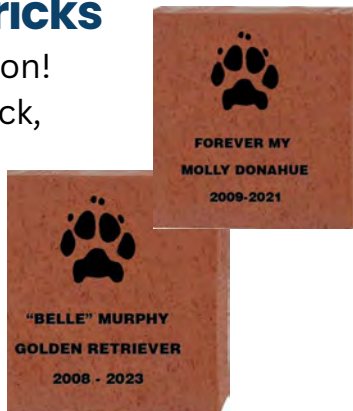 ricks
on!
ck,
FOREVER MY
MOLLY DONAHUE
2009-2021
“BELLE” MURPHY
GOLDEN RETRIEVER
2008 - 2023